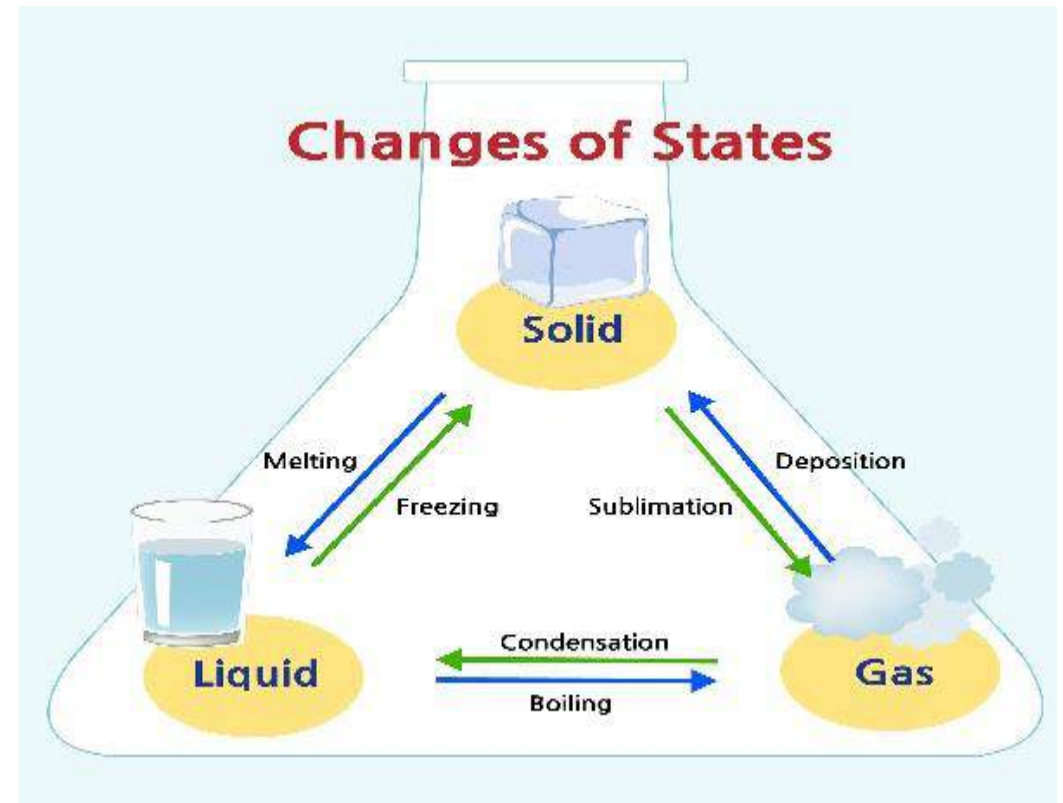 Changes of States
Solid
Melting
Deposition
Freezing
Sublimation
Condensation
Liquid
Gas
Boiling